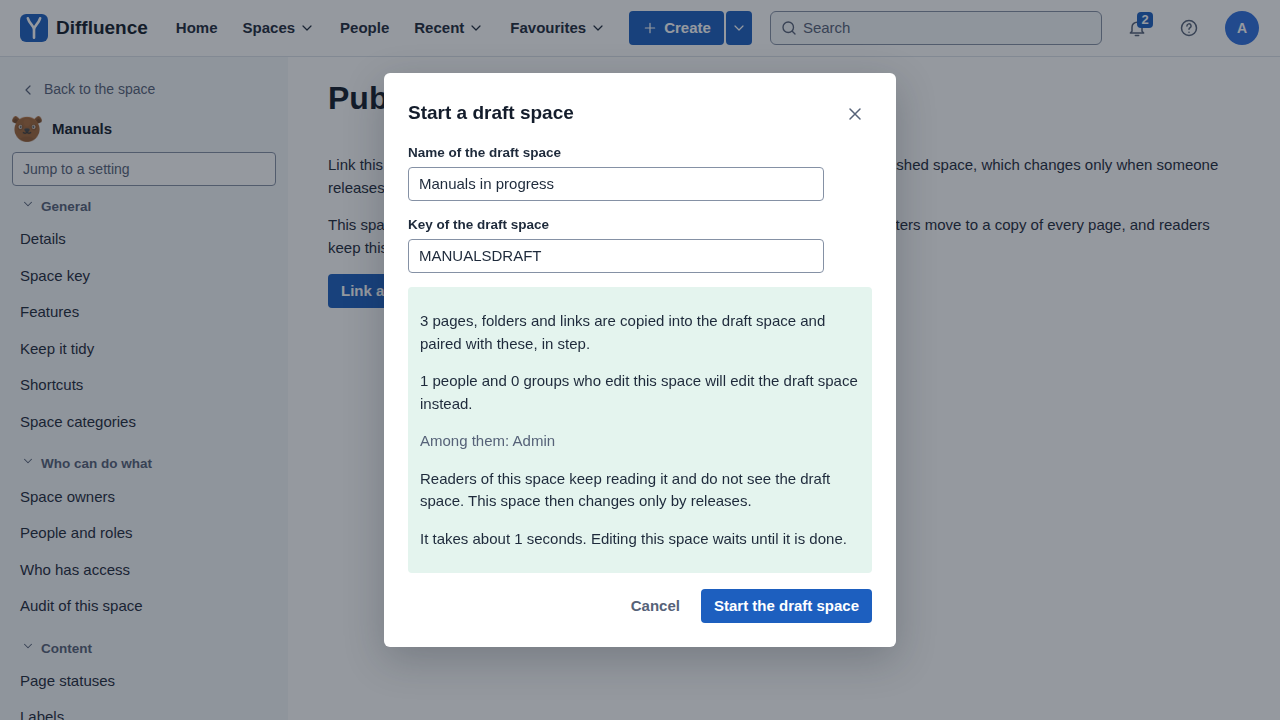 Diffluence
Home
Spaces
People
Recent
Favourites
Create
Search
2
A
Back to the space
Manuals
Jump to a setting
General
Details
Space key
Features
Keep it tidy
Shortcuts
Space categories
Who can do what
Space owners
People and roles
Who has access
Audit of this space
Content
Page statuses
Labels
Pub
Link this
shed space, which changes only when someone
releases
This spa
ters move to a copy of every page, and readers
keep this
Link a
Start a draft space
Name of the draft space
Manuals in progress
Key of the draft space
MANUALSDRAFT
3 pages, folders and links are copied into the draft space and
paired with these, in step.
1 people and 0 groups who edit this space will edit the draft space
instead.
Among them: Admin
Readers of this space keep reading it and do not see the draft
space. This space then changes only by releases.
It takes about 1 seconds. Editing this space waits until it is done.
Cancel
Start the draft space